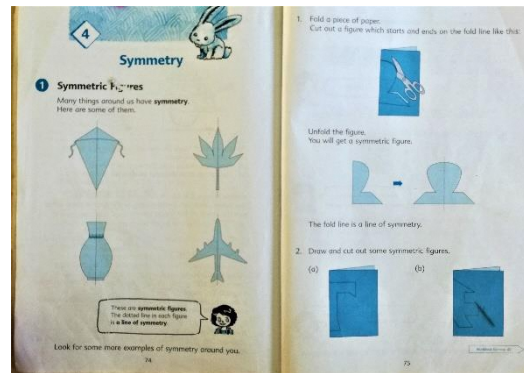 4
Symmetry
1 Symmetric Figures
Many things around us have symmetry.
Here are some of them.
These are symmetric figures.
The dotted line in each figure
is a line of symmetry.
Look for some more examples of symmetry around you.
74
1. Fold a piece of paper.
Cut out a figure which starts and ends on the fold line like this:
Unfold the figure.
You will get a symmetric figure.
The fold line is a line of symmetry.
2. Draw and cut out some symmetric figures.
(a) (b)
75